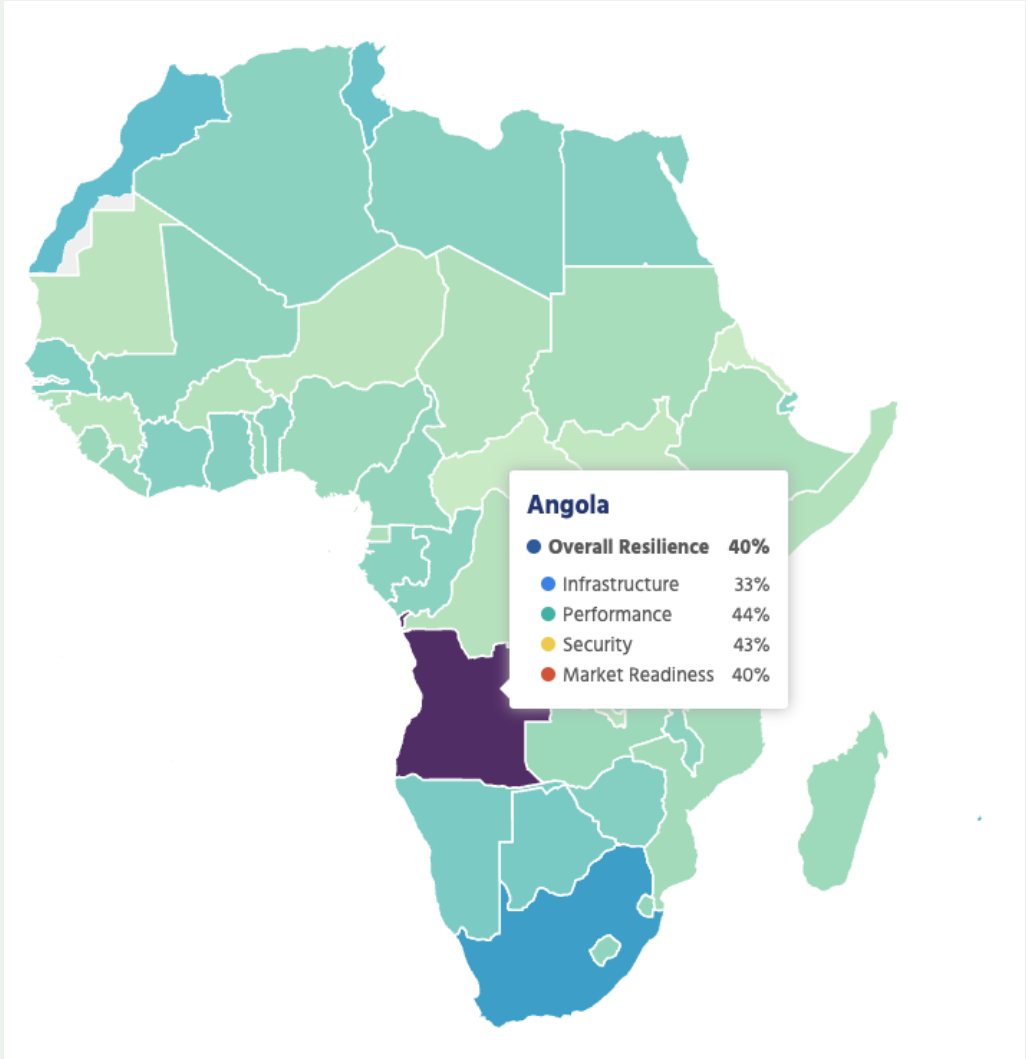 Angola
Overall Resilience 40%
Infrastructure 33%
Performance 44%
Security 43%
Market Readiness 40%